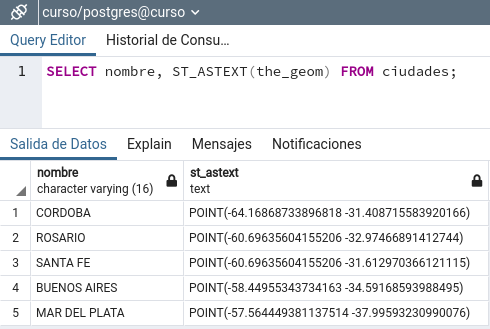 curso/postgres@curso
Query Editor Historial de Consu...
1 SELECT nombre, ST_ASTEXT(the_geom) FROM ciudades;
Salida de Datos Explain Mensajes Notificaciones
nombre st_astext
character varying (16) text
1 CORDOBA POINT(-64.16868733896818 -31.408715583920166)
2 ROSARIO POINT(-60.69635604155206 -32.97466891412744)
3 SANTA FE POINT(-60.69635604155206 -31.612970366121115)
4 BUENOS AIRES POINT(-58.44955343734163 -34.59168593988495)
5 MAR DEL PLATA POINT(-57.564449381137514 -37.99593230990076)